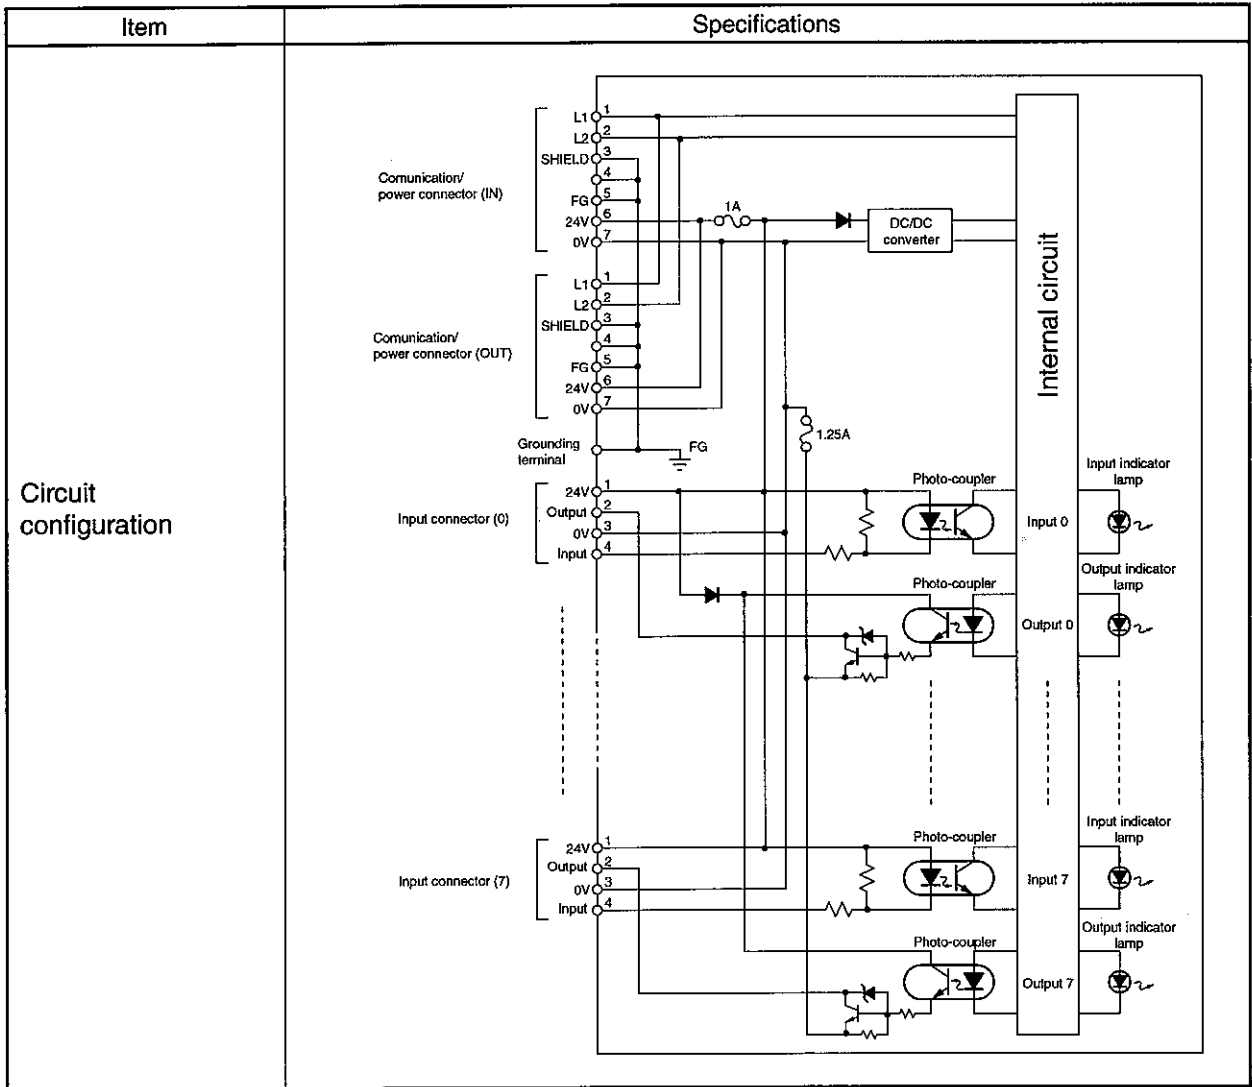 Item
Specifications
Circuit
configuration
Comunication/
power connector (IN)
L1 1
L2 2
SHIELD 3
4
FG 5
24V 6
0V 7
1A
DC/DC
converter
Internal circuit
Comunication/
power connector (OUT)
L1 1
L2 2
SHIELD 3
4
FG 5
24V 6
0V 7
1.25A
Grounding
terminal
FG
Input connector (0)
24V 1
Output 2
0V 3
Input 4
Photo-coupler
Input 0
Input indicator
lamp
Photo-coupler
Output 0
Output indicator
lamp
Input connector (7)
24V 1
Output 2
0V 3
Input 4
Photo-coupler
Input 7
Input indicator
lamp
Photo-coupler
Output 7
Output indicator
lamp